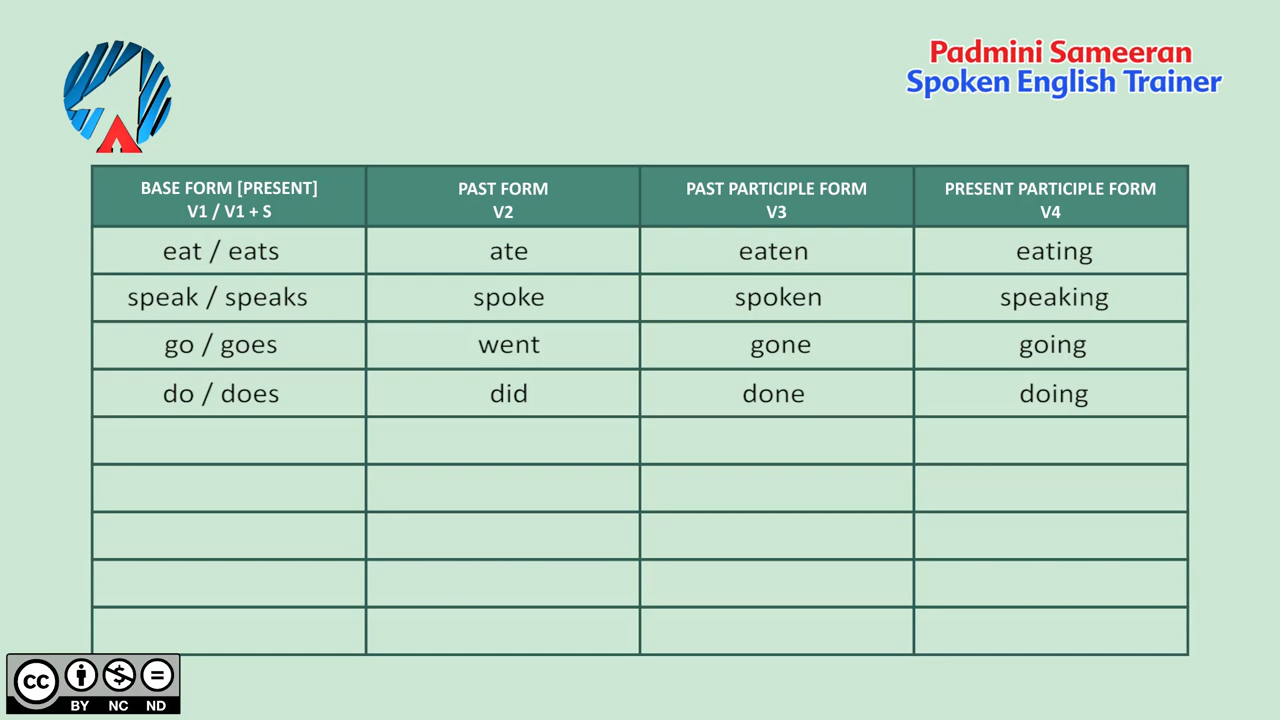 Padmini Sameeran
Spoken English Trainer
BASE FORM [PRESENT] PAST FORM PAST PARTICIPLE FORM PRESENT PARTICIPLE FORM
V1 / V1 + S V2 V3 V4
eat / eats ate eaten eating
speak / speaks spoke spoken speaking
go / goes went gone going
do / does did done doing
CC BY NC ND